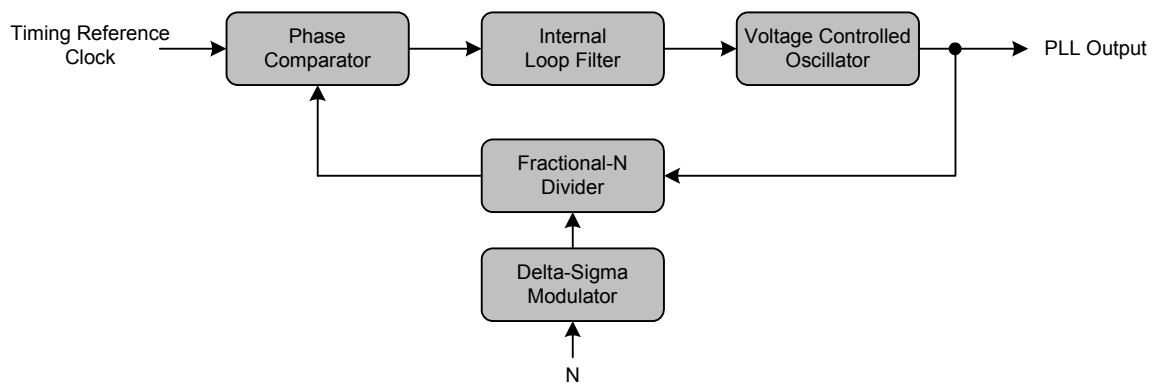 Timing Reference
Clock
Phase
Comparator
Internal
Loop Filter
Voltage Controlled
Oscillator
PLL Output
Fractional-N
Divider
Delta-Sigma
Modulator
N